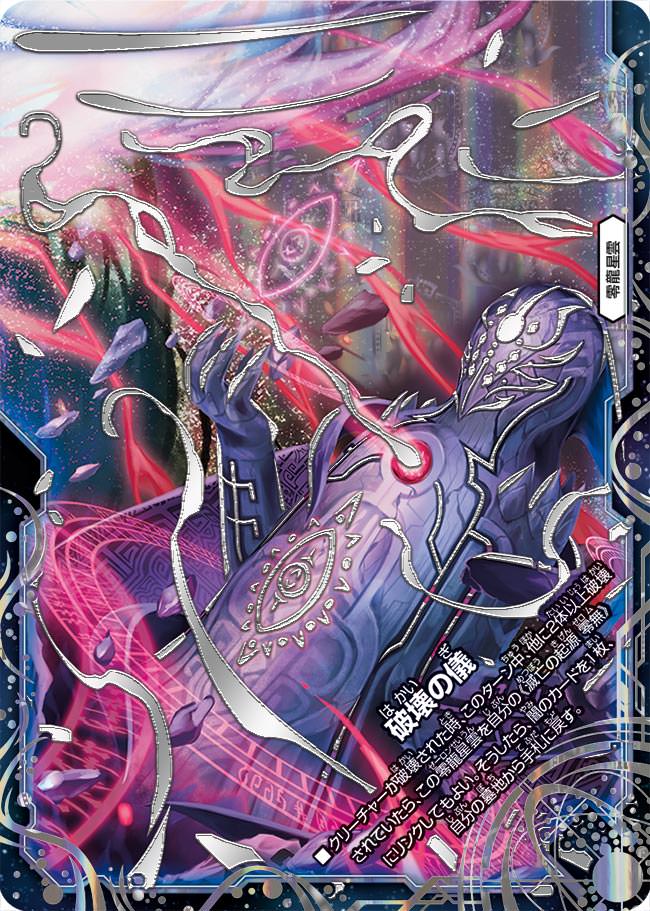 零龍星雲
破壊の儀
はかい ぎ
■クリーチャーが破壊された時、このターン中、他に2体以上破壊
されていたら、この零龍星雲を自分の《滅亡の起源 零無》
にリンクしてもよい。そうしたら、闇のカードを1枚、
自分の墓地から手札に戻す。